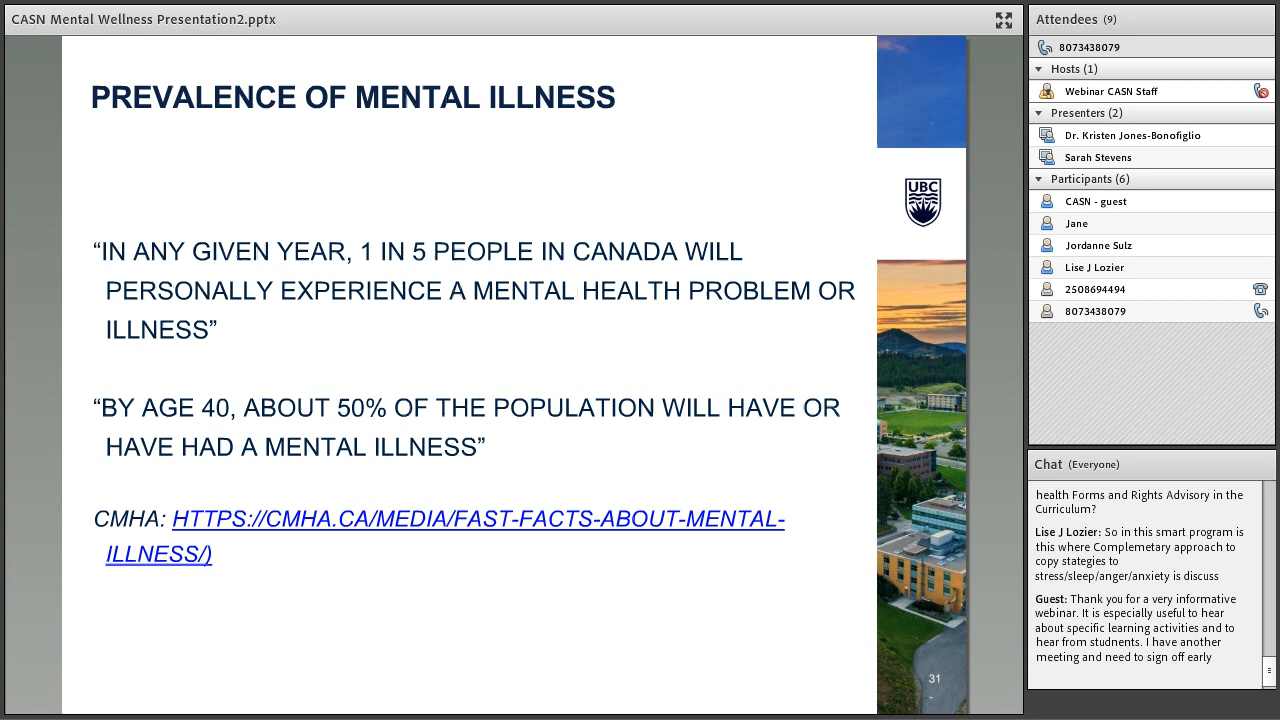 CASN Mental Wellness Presentation2.pptx
PREVALENCE OF MENTAL ILLNESS
“IN ANY GIVEN YEAR, 1 IN 5 PEOPLE IN CANADA WILL
PERSONALLY EXPERIENCE A MENTAL HEALTH PROBLEM OR
ILLNESS”
“BY AGE 40, ABOUT 50% OF THE POPULATION WILL HAVE OR
HAVE HAD A MENTAL ILLNESS”
CMHA: HTTPS://CMHA.CA/MEDIA/FAST-FACTS-ABOUT-MENTAL-
ILLNESS/)
UBC
31
-
Attendees (9)
8073438079
Hosts (1)
Webinar CASN Staff
Presenters (2)
Dr. Kristen Jones-Bonofiglio
Sarah Stevens
Participants (6)
CASN - guest
Jane
Jordanne Sulz
Lise J Lozier
2508694494
8073438079
Chat (Everyone)
health Forms and Rights Advisory in the
Curriculum?
Lise J Lozier: So in this smart program is
this where Complemetary approach to
copy stategies to
stress/sleep/anger/anxiety is discuss
Guest: Thank you for a very informative
webinar. It is especially useful to hear
about specific learning activities and to
hear from studnents. I have another
meeting and need to sign off early